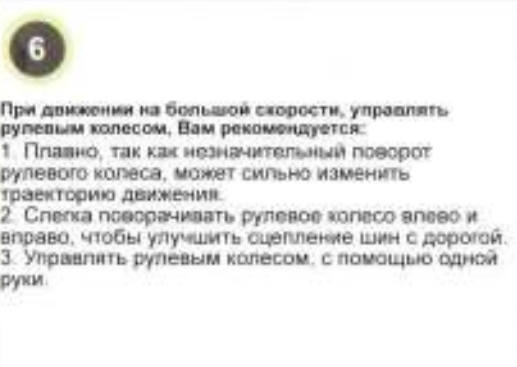 6
При движении на большой скорости, управлять
рулевым колесом, Вам рекомендуется:
1. Плавно, так как незначительный поворот
рулевого колеса, может сильно изменить
траекторию движения.
2. Слегка поворачивать рулевое колесо влево и
вправо, чтобы улучшить сцепление шин с дорогой.
3. Управлять рулевым колесом, с помощью одной
руки.